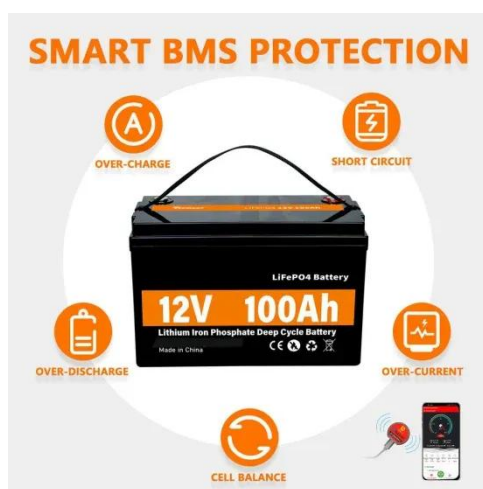 SMART BMS PROTECTION
OVER-CHARGE
SHORT CIRCUIT
LiFePO4 Battery
12V 100Ah
Lithium Iron Phosphate Deep Cycle Battery
Made in China
OVER-DISCHARGE
OVER-CURRENT
CELL BALANCE